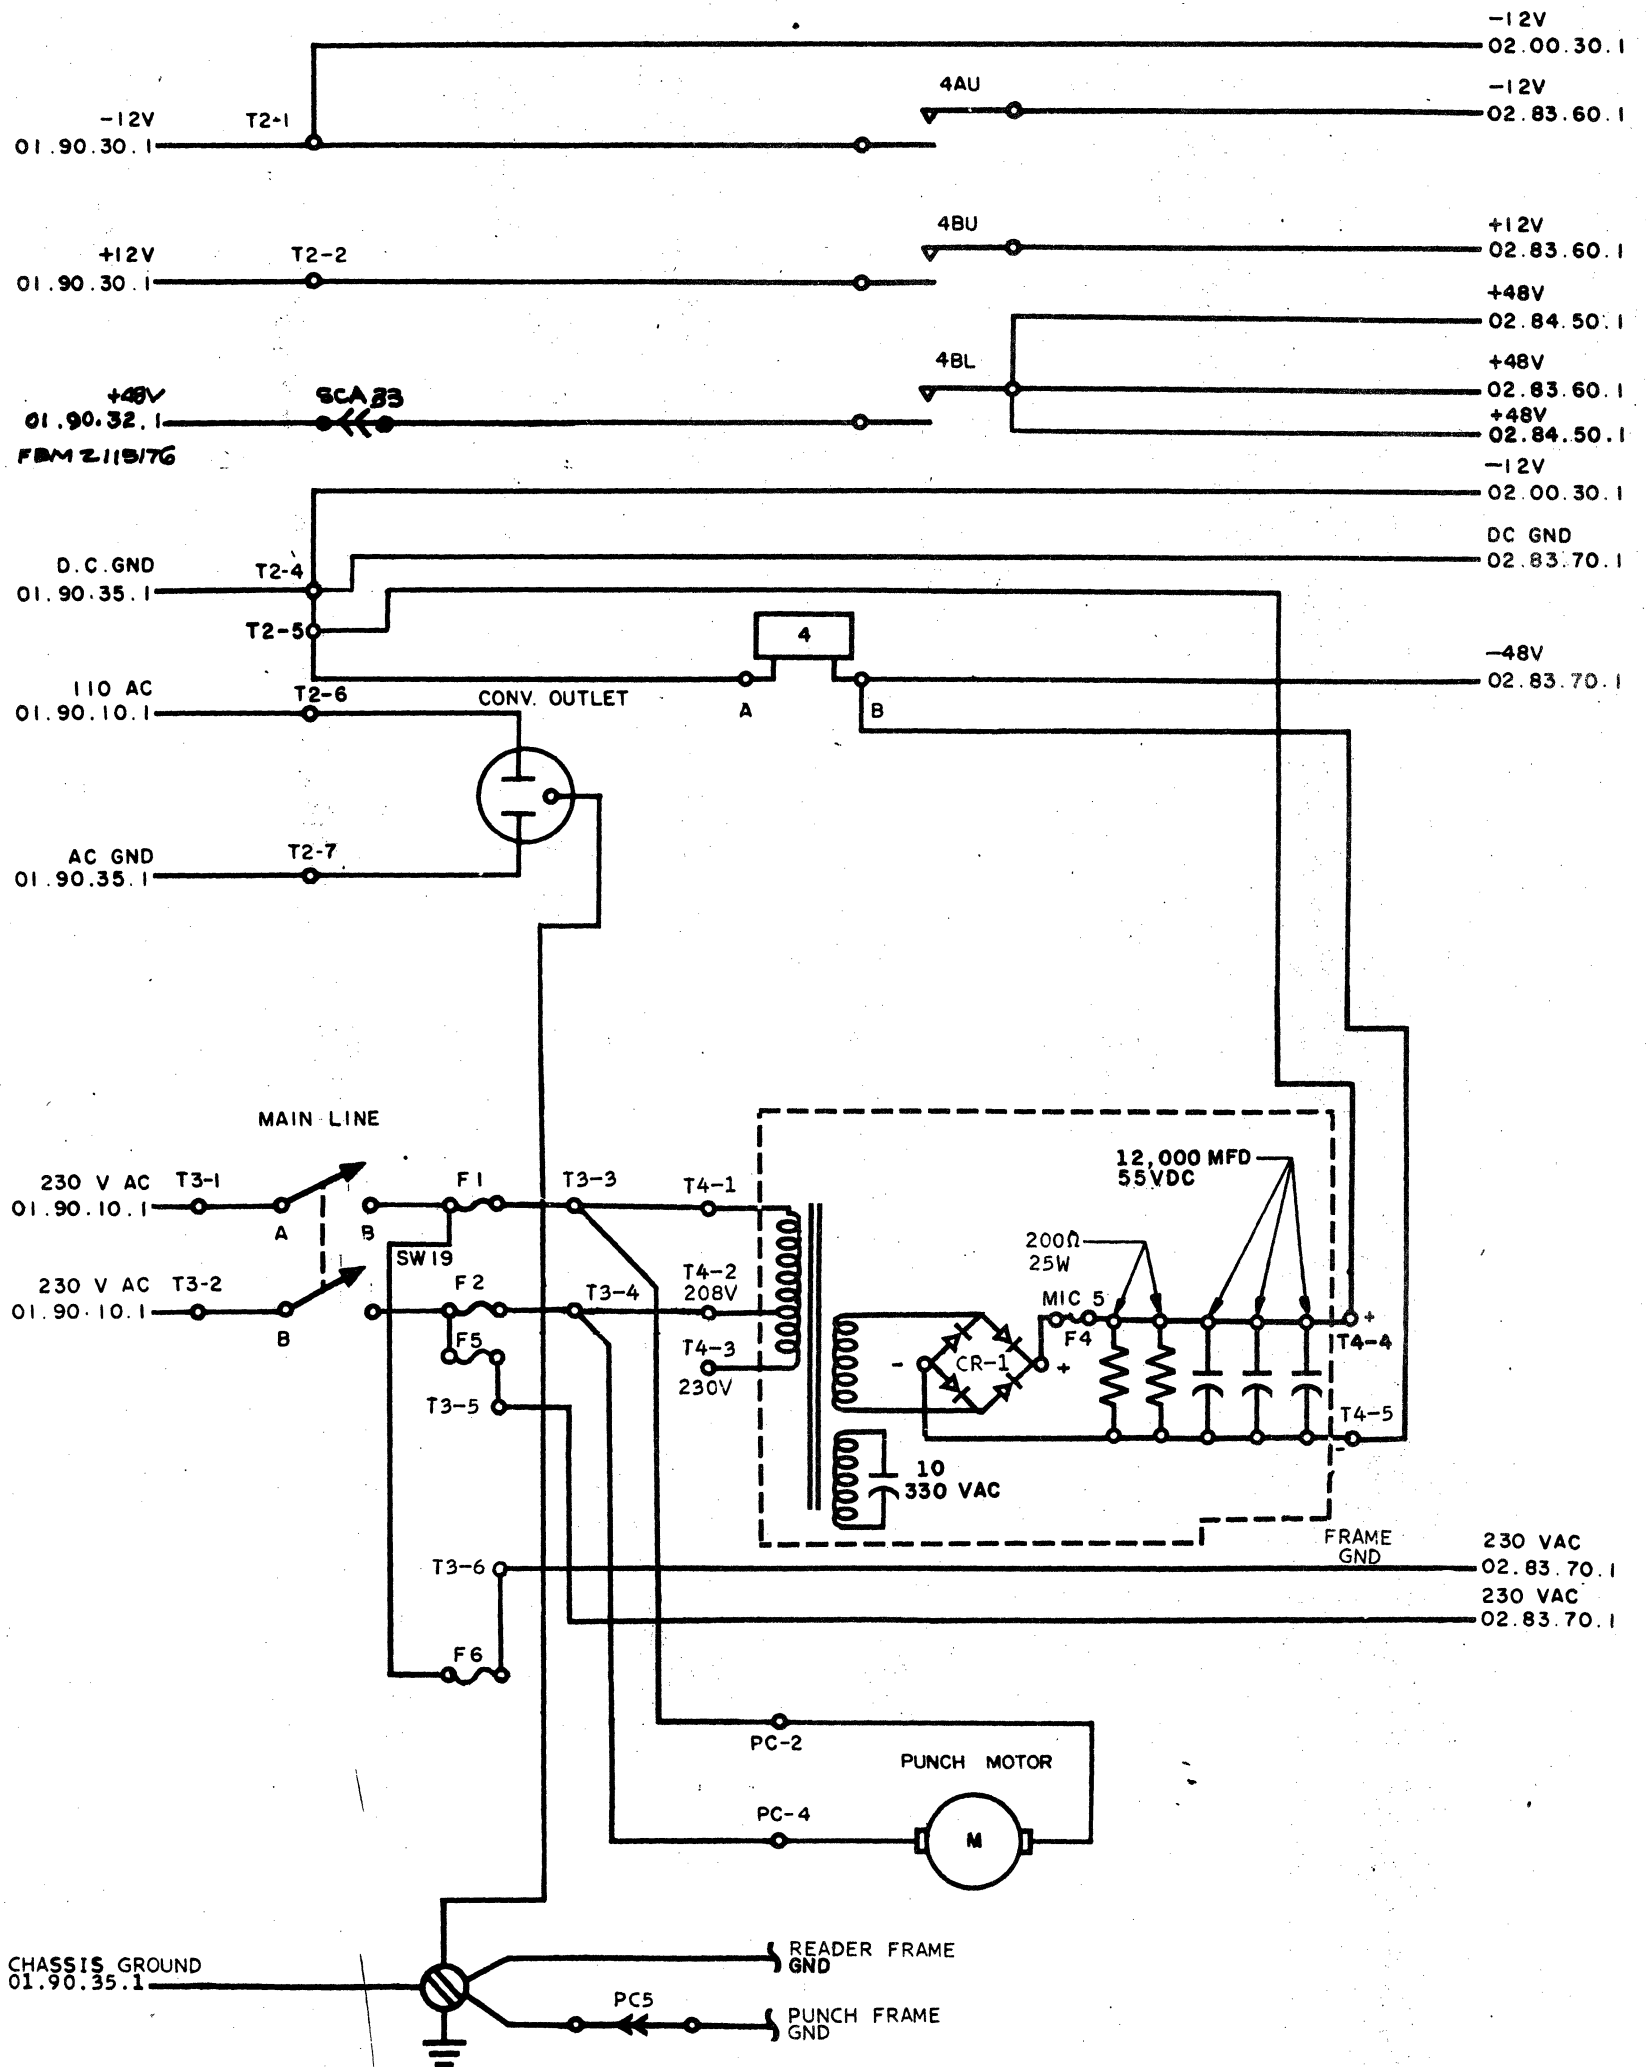 -12V
02.00.30.1
4AU
-12V
02.83.60.1
-12V
T2-1
01.90.30.1
4BU
+12V
02.83.60.1
+12V
T2-2
01.90.30.1
+48V
02.84.50.1
4BL
+48V
02.83.60.1
+48V
SCA 33
01.90.32.1
+48V
02.84.50.1
-12V
02.00.30.1
DC GND
02.83.70.1
D.C.GND
T2-4
01.90.35.1
T2-5
4
-48V
02.83.70.1
110 AC
T2-6
CONV. OUTLET
01.90.10.1
A
B
AC GND
T2-7
01.90.35.1
MAIN LINE
12,000 MFD
55VDC
230 V AC
T3-1
F1
T3-3
T4-1
01.90.10.1
A
B
SW19
200Ω
25W
230 V AC
T3-2
F2
T3-4
T4-2
208V
01.90.10.1
B
MIC 5
F4
+
T4-4
F5
T4-3
230V
-
CR-1
+
T3-5
T4-5
-
10
330 VAC
FRAME
GND
T3-6
230 VAC
02.83.70.1
230 VAC
02.83.70.1
F6
PC-2
PUNCH MOTOR
PC-4
M
CHASSIS GROUND
01.90.35.1
READER FRAME
GND
PC5
PUNCH FRAME
GND